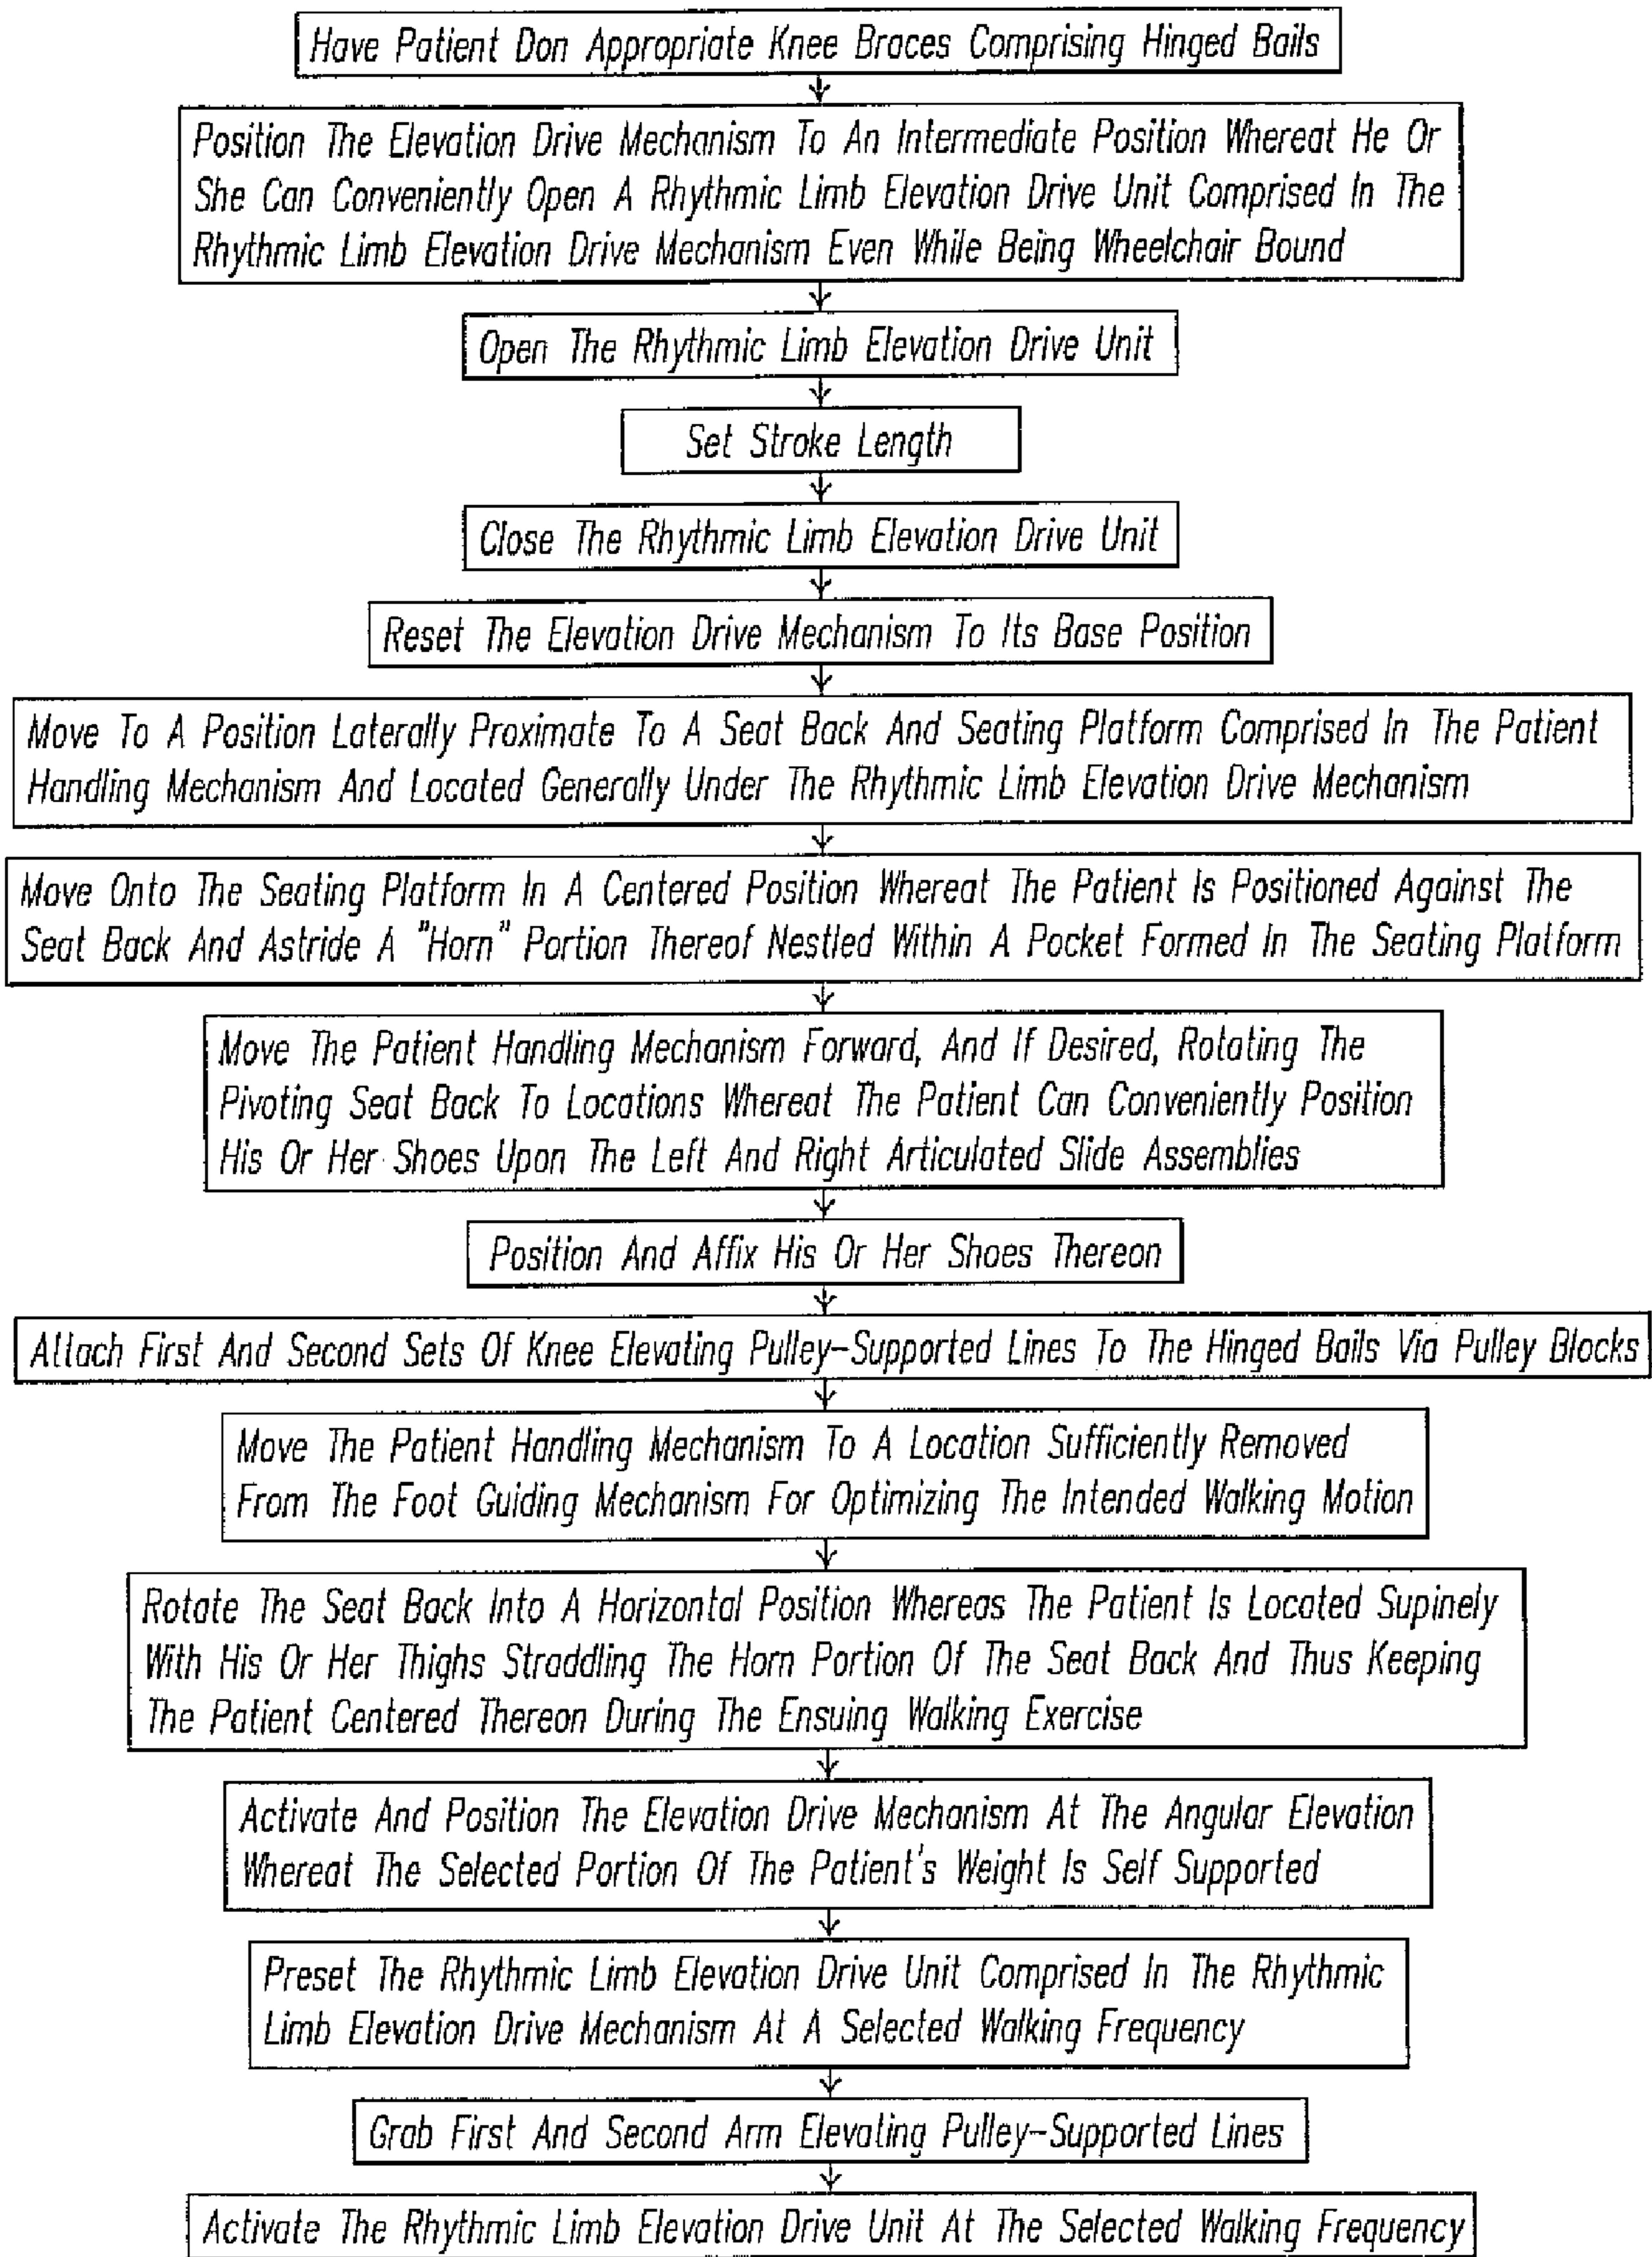 Have Patient Don Appropriate Knee Braces Comprising Hinged Bails
Position The Elevation Drive Mechanism To An Intermediate Position Whereat He Or
She Can Conveniently Open A Rhythmic Limb Elevation Drive Unit Comprised In The
Rhythmic Limb Elevation Drive Mechanism Even While Being Wheelchair Bound
Open The Rhythmic Limb Elevation Drive Unit
Set Stroke Length
Close The Rhythmic Limb Elevation Drive Unit
Reset The Elevation Drive Mechanism To Its Base Position
Move To A Position Laterally Proximate To A Seat Back And Seating Platform Comprised In The Patient
Handling Mechanism And Located Generally Under The Rhythmic Limb Elevation Drive Mechanism
Move Onto The Seating Platform In A Centered Position Whereat The Patient Is Positioned Against The
Seat Back And Astride A "Horn" Portion Thereof Nestled Within A Pocket Formed In The Seating Platform
Move The Patient Handling Mechanism Forward, And If Desired, Rotating The
Pivoting Seat Back To Locations Whereat The Patient Can Conveniently Position
His Or Her Shoes Upon The Left And Right Articulated Slide Assemblies
Position And Affix His Or Her Shoes Thereon
Attach First And Second Sets Of Knee Elevating Pulley-Supported Lines To The Hinged Bails Via Pulley Blocks
Move The Patient Handling Mechanism To A Location Sufficiently Removed
From The Foot Guiding Mechanism For Optimizing The Intended Walking Motion
Rotate The Seat Back Into A Horizontal Position Whereas The Patient Is Located Supinely
With His Or Her Thighs Straddling The Horn Portion Of The Seat Back And Thus Keeping
The Patient Centered Thereon During The Ensuing Walking Exercise
Activate And Position The Elevation Drive Mechanism At The Angular Elevation
Whereat The Selected Portion Of The Patient's Weight Is Self Supported
Preset The Rhythmic Limb Elevation Drive Unit Comprised In The Rhythmic
Limb Elevation Drive Mechanism At A Selected Walking Frequency
Grab First And Second Arm Elevating Pulley-Supported Lines
Activate The Rhythmic Limb Elevation Drive Unit At The Selected Walking Frequency